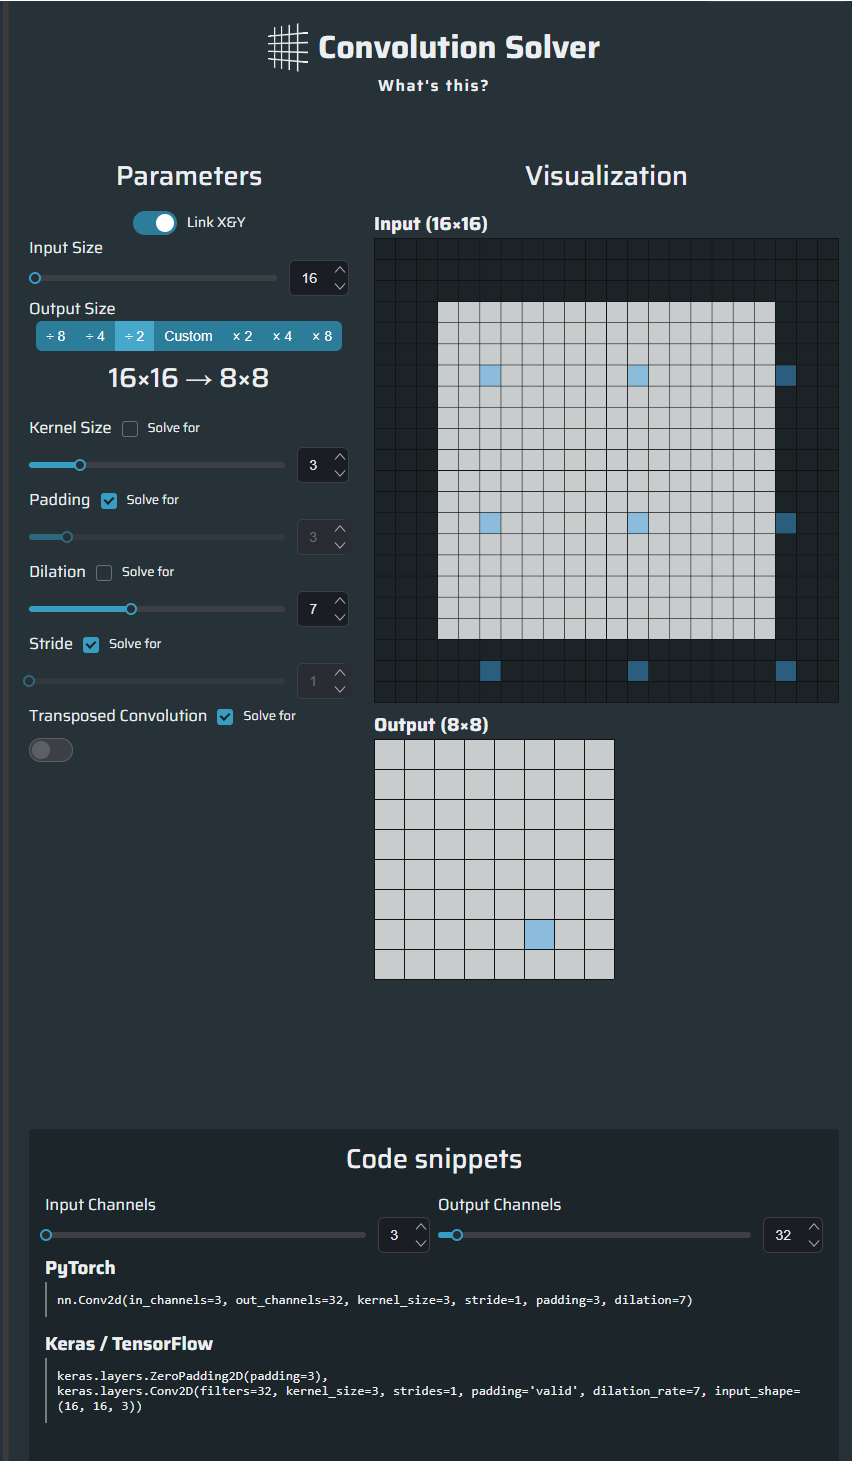 Convolution Solver
What's this?
Parameters
Link X&Y
Input Size
16
Output Size
÷ 8 ÷ 4 ÷ 2 Custom × 2 × 4 × 8
16×16 → 8×8
Kernel Size Solve for
3
Padding Solve for
3
Dilation Solve for
7
Stride Solve for
1
Transposed Convolution Solve for
Visualization
Input (16×16)
Output (8×8)
Code snippets
Input Channels
3
Output Channels
32
PyTorch
nn.Conv2d(in_channels=3, out_channels=32, kernel_size=3, stride=1, padding=3, dilation=7)
Keras / TensorFlow
keras.layers.ZeroPadding2D(padding=3),
keras.layers.Conv2D(filters=32, kernel_size=3, strides=1, padding='valid', dilation_rate=7, input_shape=
(16, 16, 3))